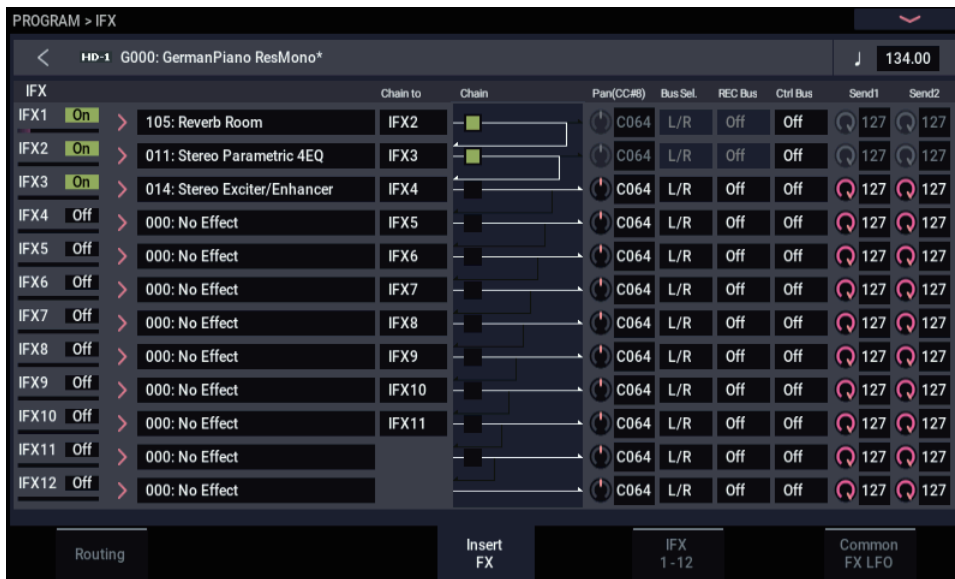 PROGRAM > IFX
HD-1 G000: GermanPiano ResMono* ♩ 134.00
IFX Chain to Chain Pan(CC#8) Bus Sel. REC Bus Ctrl Bus Send1 Send2
IFX1 On 105: Reverb Room IFX2 C064 L/R Off Off 127 127
IFX2 On 011: Stereo Parametric 4EQ IFX3 C064 L/R Off Off 127 127
IFX3 On 014: Stereo Exciter/Enhancer IFX4 C064 L/R Off Off 127 127
IFX4 Off 000: No Effect IFX5 C064 L/R Off Off 127 127
IFX5 Off 000: No Effect IFX6 C064 L/R Off Off 127 127
IFX6 Off 000: No Effect IFX7 C064 L/R Off Off 127 127
IFX7 Off 000: No Effect IFX8 C064 L/R Off Off 127 127
IFX8 Off 000: No Effect IFX9 C064 L/R Off Off 127 127
IFX9 Off 000: No Effect IFX10 C064 L/R Off Off 127 127
IFX10 Off 000: No Effect IFX11 C064 L/R Off Off 127 127
IFX11 Off 000: No Effect C064 L/R Off Off 127 127
IFX12 Off 000: No Effect C064 L/R Off Off 127 127
Routing Insert FX IFX 1-12 Common FX LFO